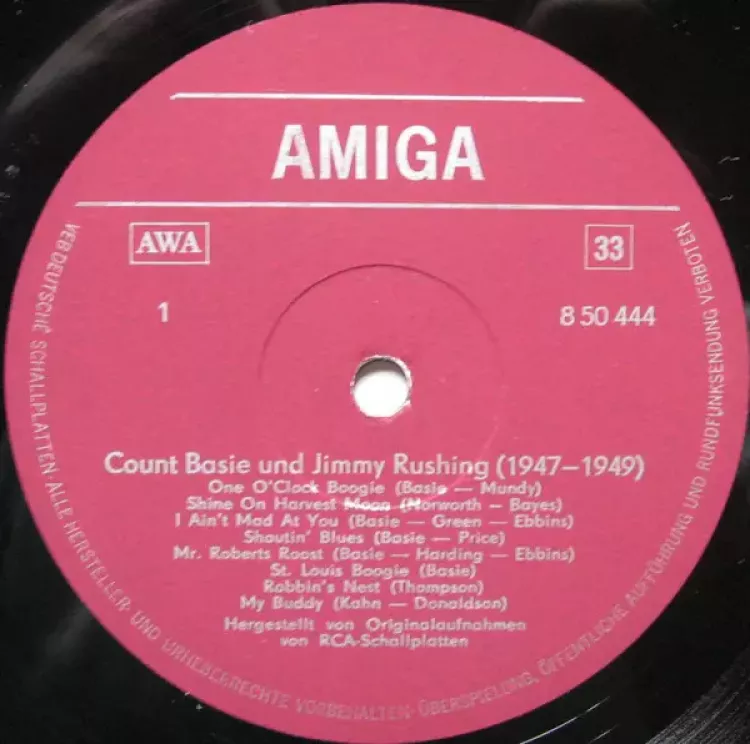 AMIGA
AWA
33
1
8 50 444
Count Basie und Jimmy Rushing (1947–1949)
One O'Clock Boogie (Basie — Mundy)
Shine On Harvest Moon (Norworth – Bayes)
I Ain't Mad At You (Basie — Green — Ebbins)
Shoutin' Blues (Basie — Price)
Mr. Roberts Roost (Basie — Harding — Ebbins)
St. Louis Boogie (Basie)
Robbin's Nest (Thompson)
My Buddy (Kahn — Donaldson)
Hergestellt von Originalaufnahmen
von RCA-Schallplatten
VEB DEUTSCHE SCHALLPLATTEN · ALLE HERSTELLER- UND URHEBERRECHTE VORBEHALTEN · ÜBERSPIELUNG, ÖFFENTLICHE AUFFÜHRUNG UND RUNDFUNKSENDUNG VERBOTEN